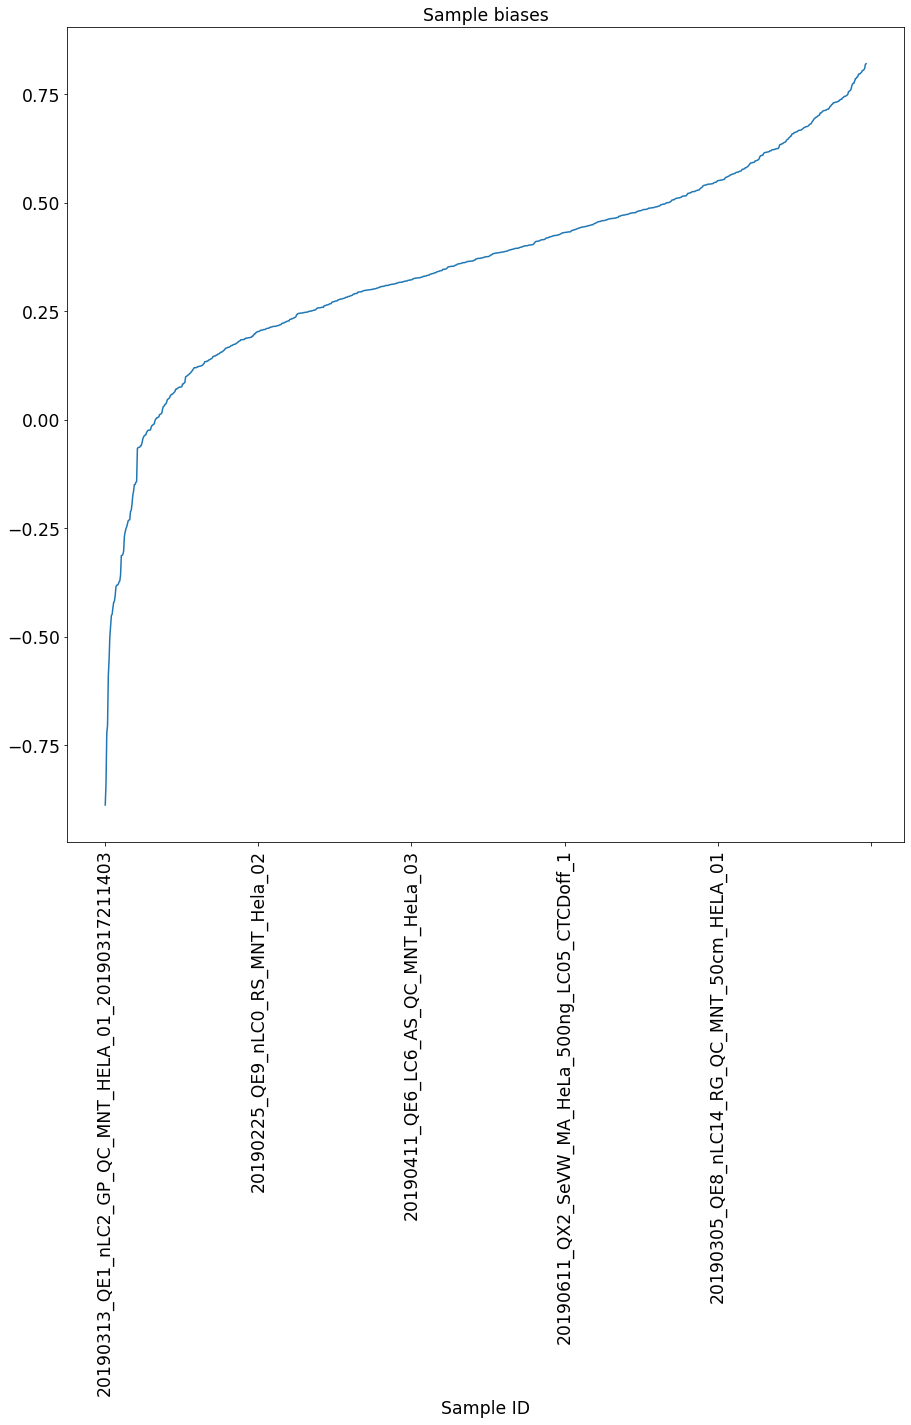 Sample biases
0.75
0.50
0.25
0.00
−0.25
−0.50
−0.75
20190313_QE1_nLC2_GP_QC_MNT_HELA_01_20190317211403
20190225_QE9_nLC0_RS_MNT_Hela_02
20190411_QE6_LC6_AS_QC_MNT_HeLa_03
20190611_QX2_SeVW_MA_HeLa_500ng_LC05_CTCDoff_1
20190305_QE8_nLC14_RG_QC_MNT_50cm_HELA_01
Sample ID